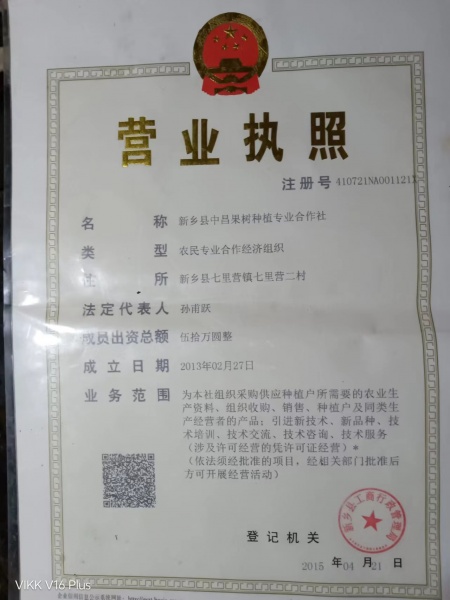 营业执照
注册号 410721NA001121X
名称 新乡县中昌果树种植专业合作社
类型 农民专业合作经济组织
住所 新乡县七里营镇七里营二村
法定代表人 孙甫跃
成员出资总额 伍拾万圆整
成立日期 2013年02月27日
业务范围 为本社组织采购供应种植户所需要的农业生
产资料、组织收购、销售、种植户及同类生
产经营者的产品；引进新技术、新品种、技
术培训、技术交流、技术咨询、技术服务
（涉及许可经营的凭许可证经营）*
（依法须经批准的项目，经相关部门批准后
方可开展经营活动）
新乡县工商行政管理局
登记机关
2015年04月21日
VIKK V16 Plus